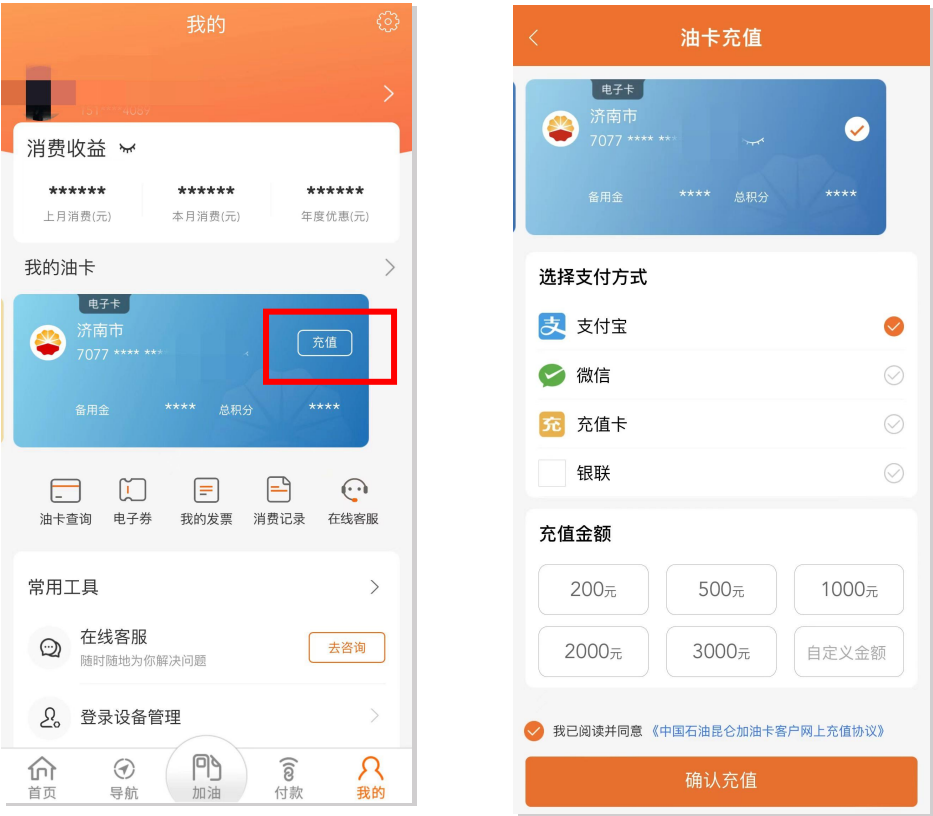 我的
消费收益
******
******
******
上月消费(元)
本月消费(元)
年度优惠(元)
我的油卡
电子卡
济南市
7077 **** **
充值
备用金
****
总积分
****
油卡查询
电子券
我的发票
消费记录
在线客服
常用工具
在线客服
随时随地为你解决问题
去咨询
登录设备管理
首页
导航
加油
付款
我的
油卡充值
电子卡
济南市
7077 **** **
备用金
****
总积分
****
选择支付方式
支 支付宝
微信
充 充值卡
银联
充值金额
200元
500元
1000元
2000元
3000元
自定义金额
我已阅读并同意《中国石油昆仑加油卡客户网上充值协议》
确认充值